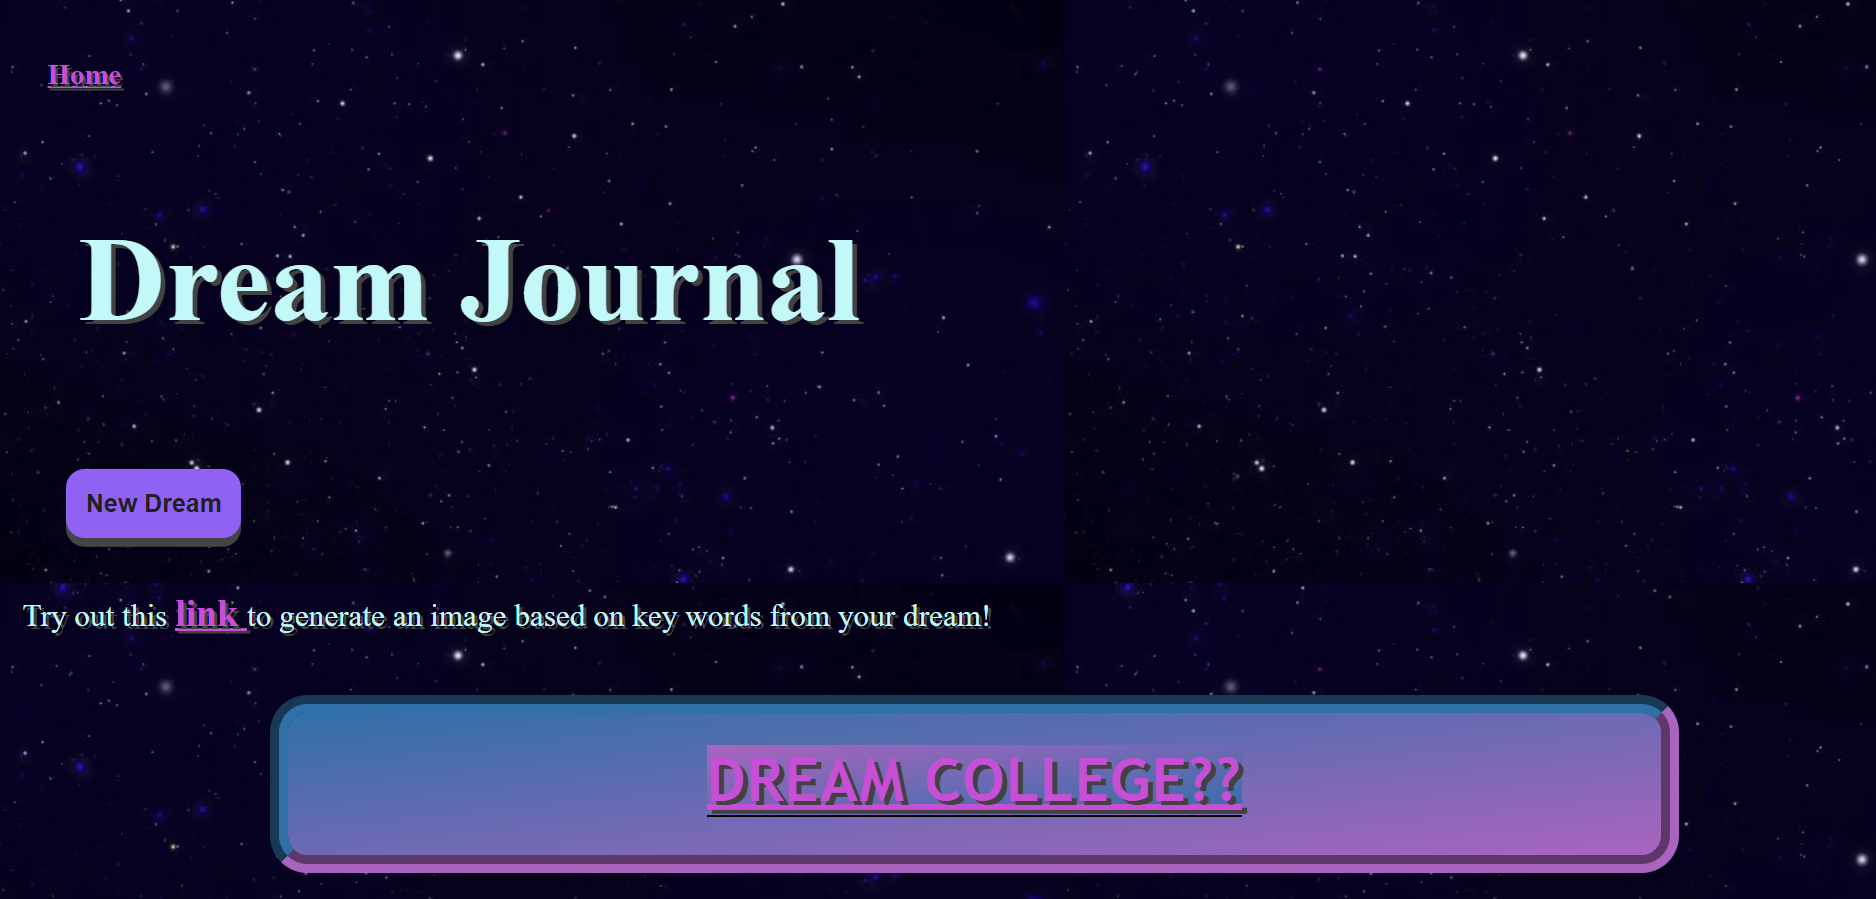 Home
Dream Journal
New Dream
Try out this link to generate an image based on key words from your dream!
DREAM COLLEGE??